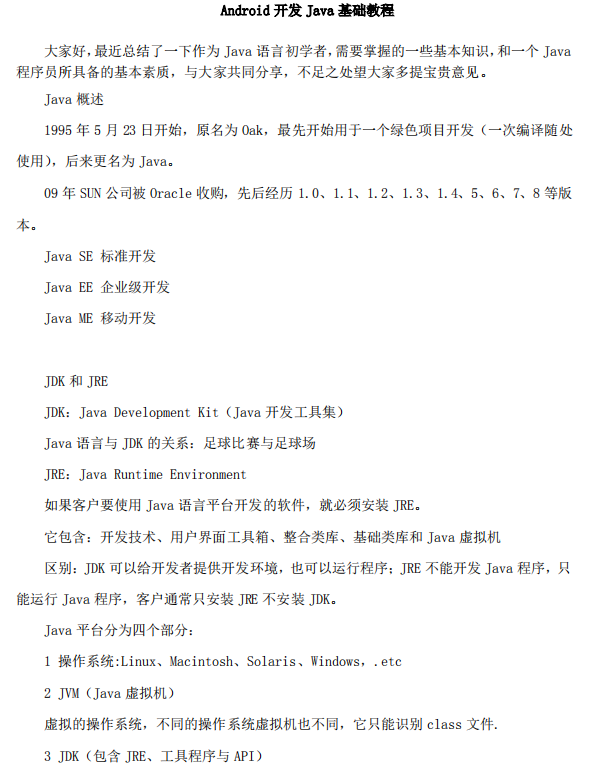 Android 开发 Java 基础教程
大家好,最近总结了一下作为 Java 语言初学者,需要掌握的一些基本知识,和一个 Java
程序员所具备的基本素质，与大家共同分享，不足之处望大家多提宝贵意见。
Java 概述
1995 年 5 月 23 日开始，原名为 Oak，最先开始用于一个绿色项目开发（一次编译随处
使用），后来更名为 Java。
09 年 SUN 公司被 Oracle 收购，先后经历 1.0、1.1、1.2、1.3、1.4、5、6、7、8 等版
本。
Java SE 标准开发
Java EE 企业级开发
Java ME 移动开发
JDK 和 JRE
JDK：Java Development Kit（Java 开发工具集）
Java 语言与 JDK 的关系：足球比赛与足球场
JRE：Java Runtime Environment
如果客户要使用 Java 语言平台开发的软件，就必须安装 JRE。
它包含：开发技术、用户界面工具箱、整合类库、基础类库和 Java 虚拟机
区别：JDK 可以给开发者提供开发环境，也可以运行程序；JRE 不能开发 Java 程序，只
能运行 Java 程序，客户通常只安装 JRE 不安装 JDK。
Java 平台分为四个部分：
1 操作系统:Linux、Macintosh、Solaris、Windows，.etc
2 JVM（Java 虚拟机）
虚拟的操作系统，不同的操作系统虚拟机也不同，它只能识别 class 文件.
3 JDK（包含 JRE、工具程序与 API）